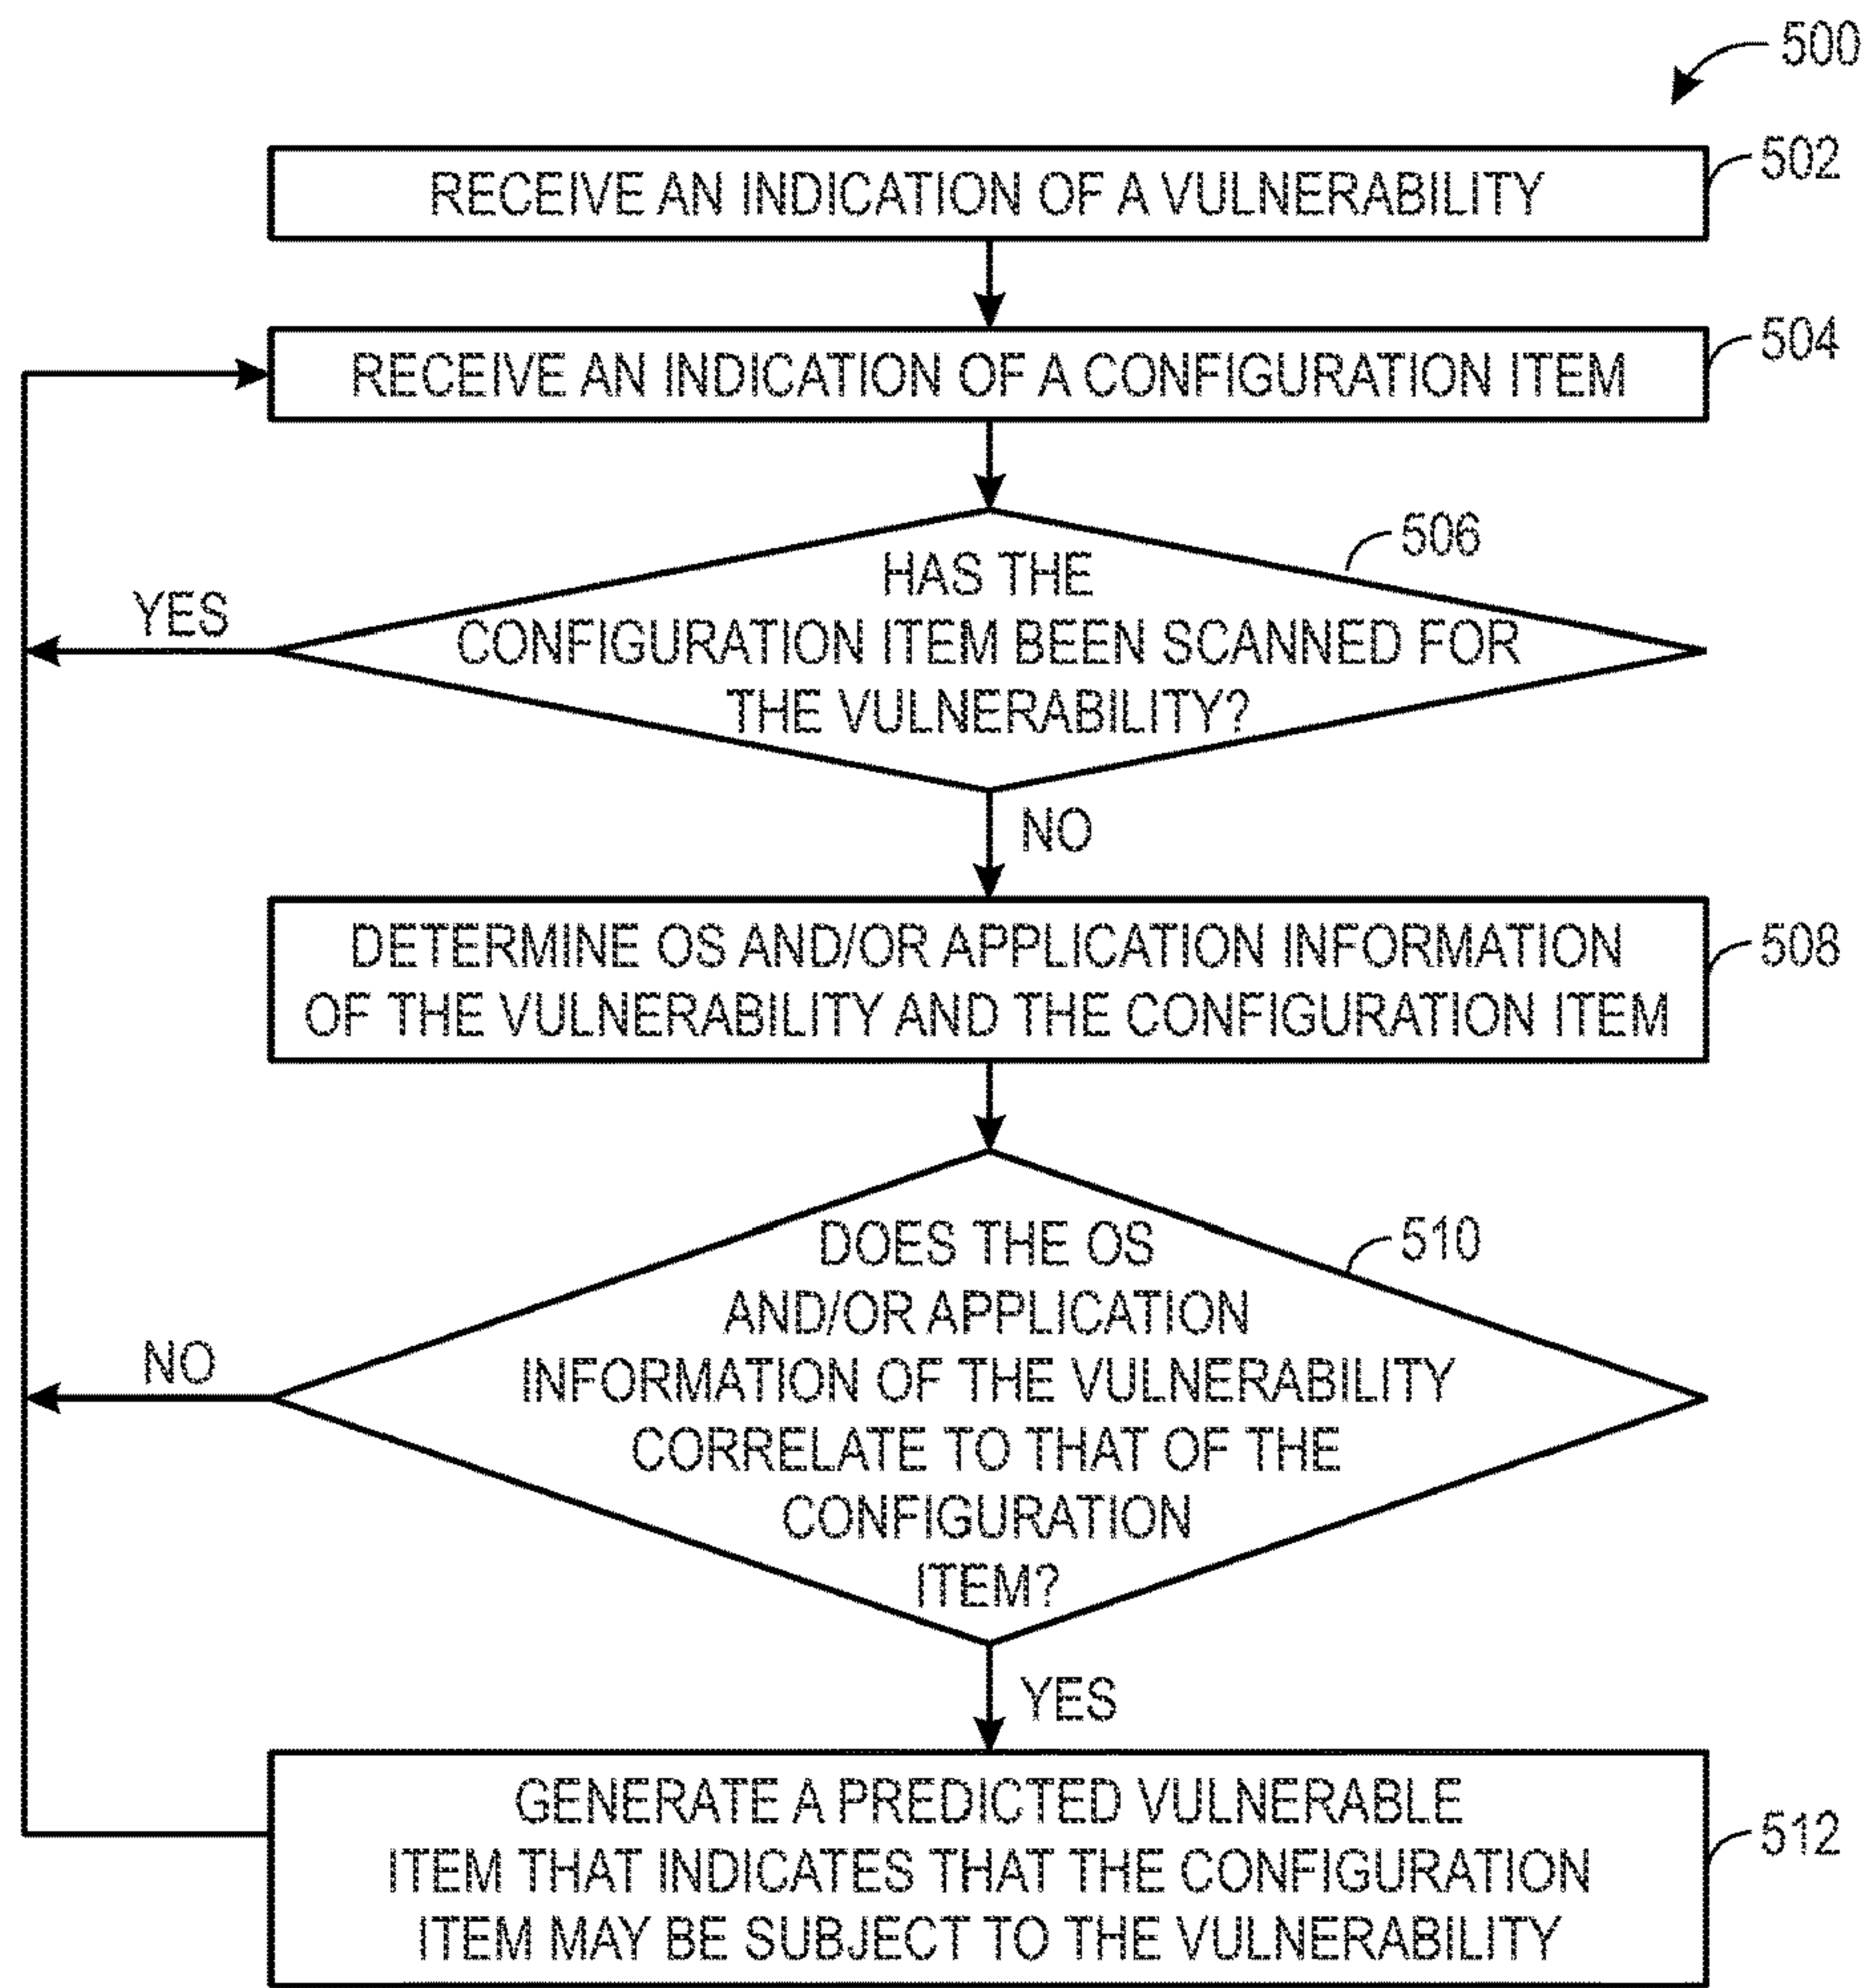 500
RECEIVE AN INDICATION OF A VULNERABILITY
502
RECEIVE AN INDICATION OF A CONFIGURATION ITEM
504
506
HAS THE
CONFIGURATION ITEM BEEN SCANNED FOR
THE VULNERABILITY?
YES
NO
DETERMINE OS AND/OR APPLICATION INFORMATION
OF THE VULNERABILITY AND THE CONFIGURATION ITEM
508
DOES THE OS
AND/OR APPLICATION
INFORMATION OF THE VULNERABILITY
CORRELATE TO THAT OF THE
CONFIGURATION
ITEM?
510
NO
YES
GENERATE A PREDICTED VULNERABLE
ITEM THAT INDICATES THAT THE CONFIGURATION
ITEM MAY BE SUBJECT TO THE VULNERABILITY
512